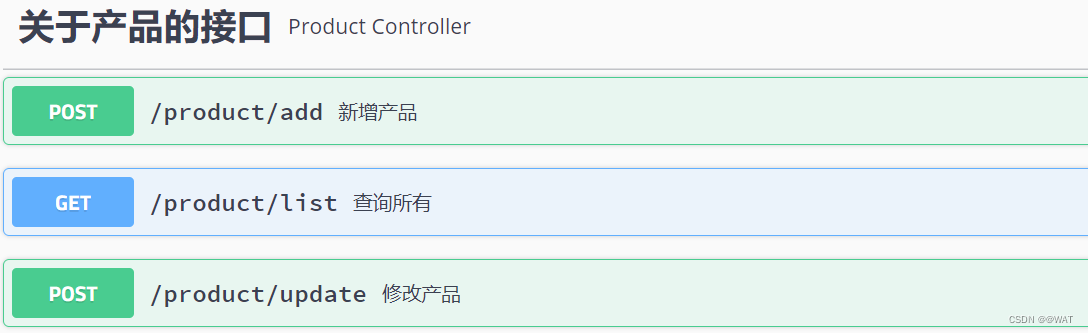 关于产品的接口 Product Controller
POST /product/add 新增产品
GET /product/list 查询所有
POST /product/update 修改产品
CSDN @@WAT